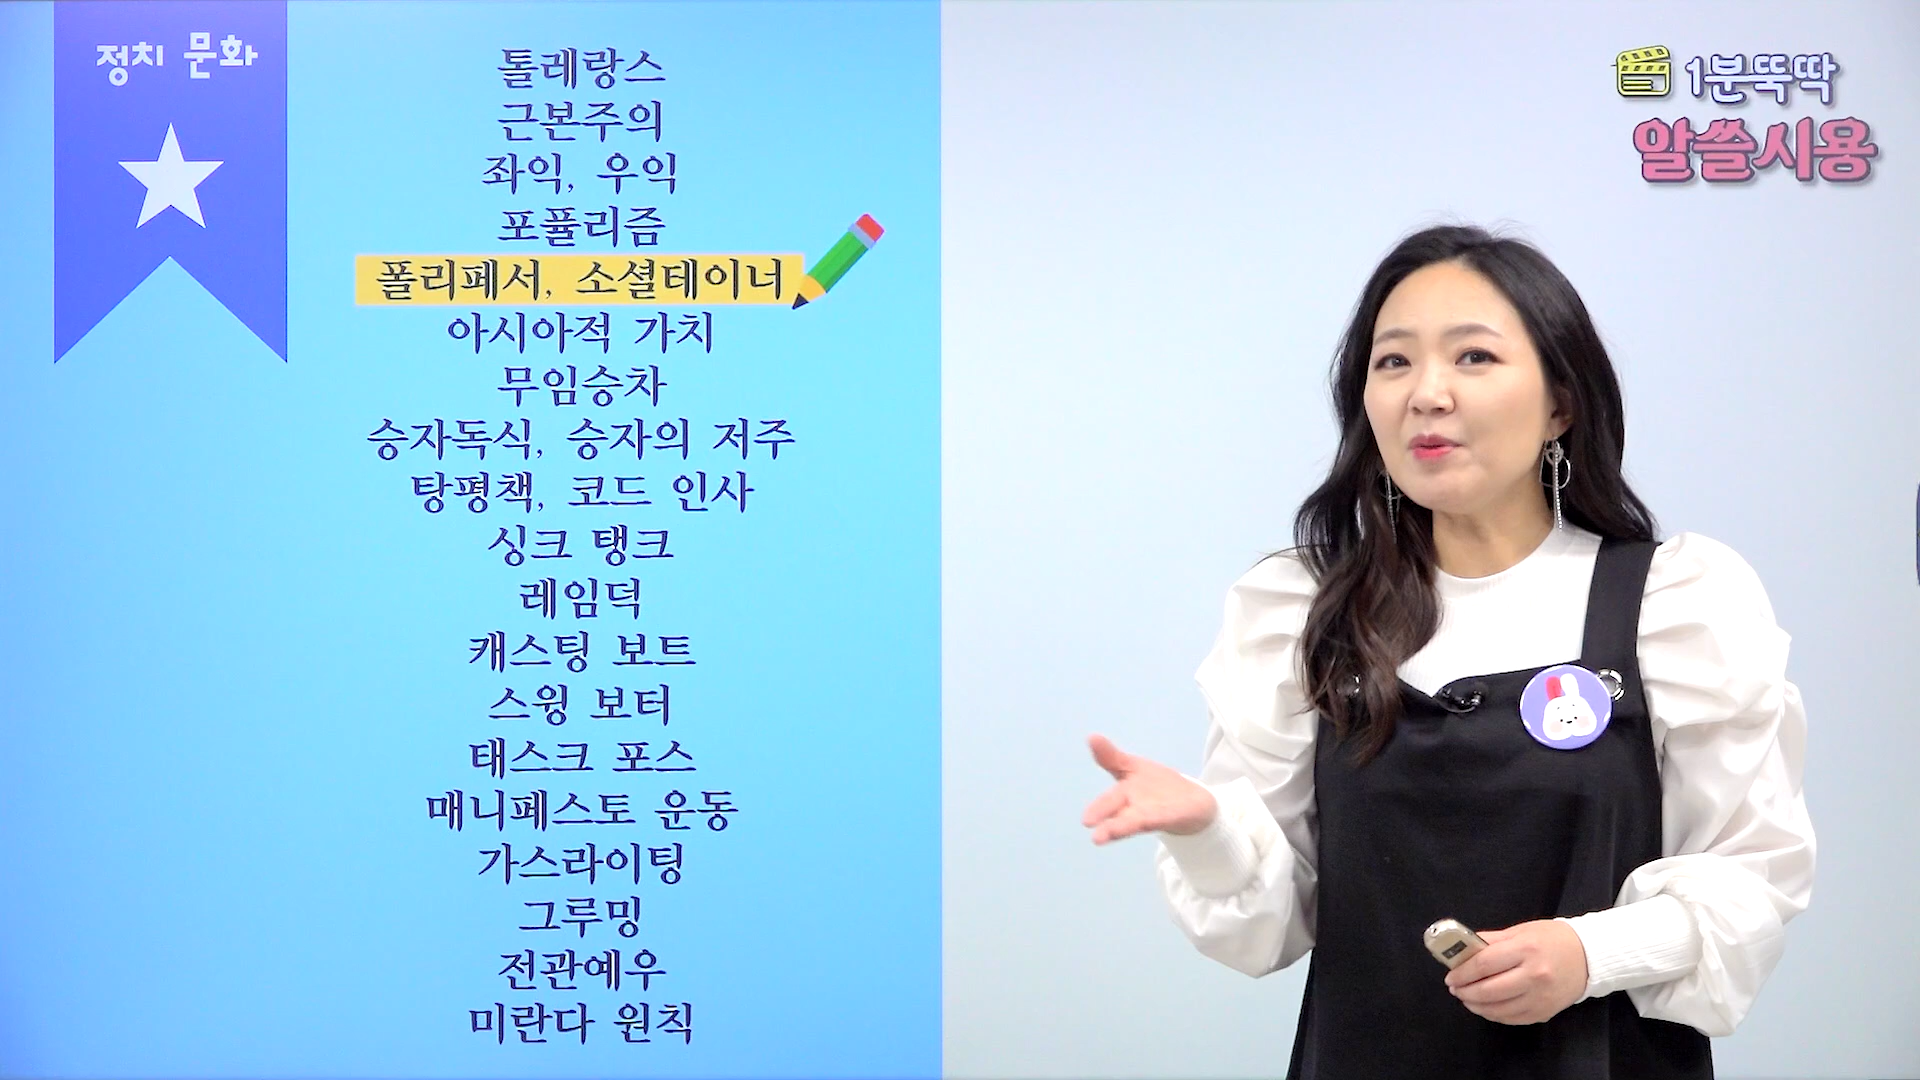 정치 문화
톨레랑스
근본주의
좌익, 우익
포퓰리즘
폴리페서, 소셜테이너
아시아적 가치
무임승차
승자독식, 승자의 저주
탕평책, 코드 인사
싱크 탱크
레임덕
캐스팅 보트
스윙 보터
태스크 포스
매니페스토 운동
가스라이팅
그루밍
전관예우
미란다 원칙
1분뚝딱
알쓸시용